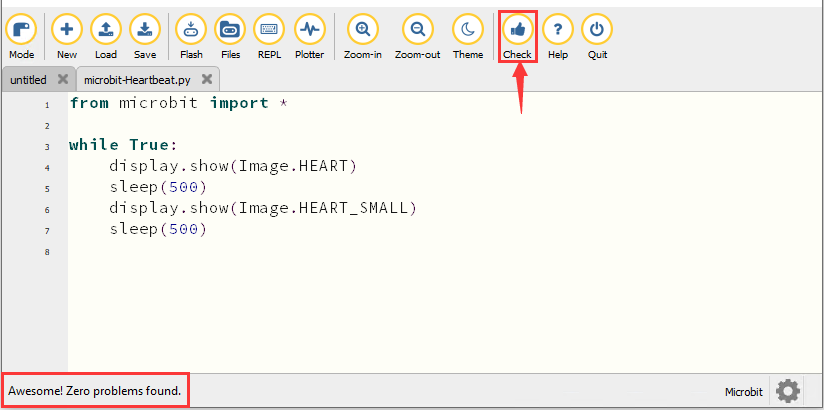 Mode New Load Save Flash Files REPL Plotter Zoom-in Zoom-out Theme Check Help Quit
untitled microbit-Heartbeat.py
1 from microbit import *
2
3 while True:
4     display.show(Image.HEART)
5     sleep(500)
6     display.show(Image.HEART_SMALL)
7     sleep(500)
8
Awesome! Zero problems found. Microbit